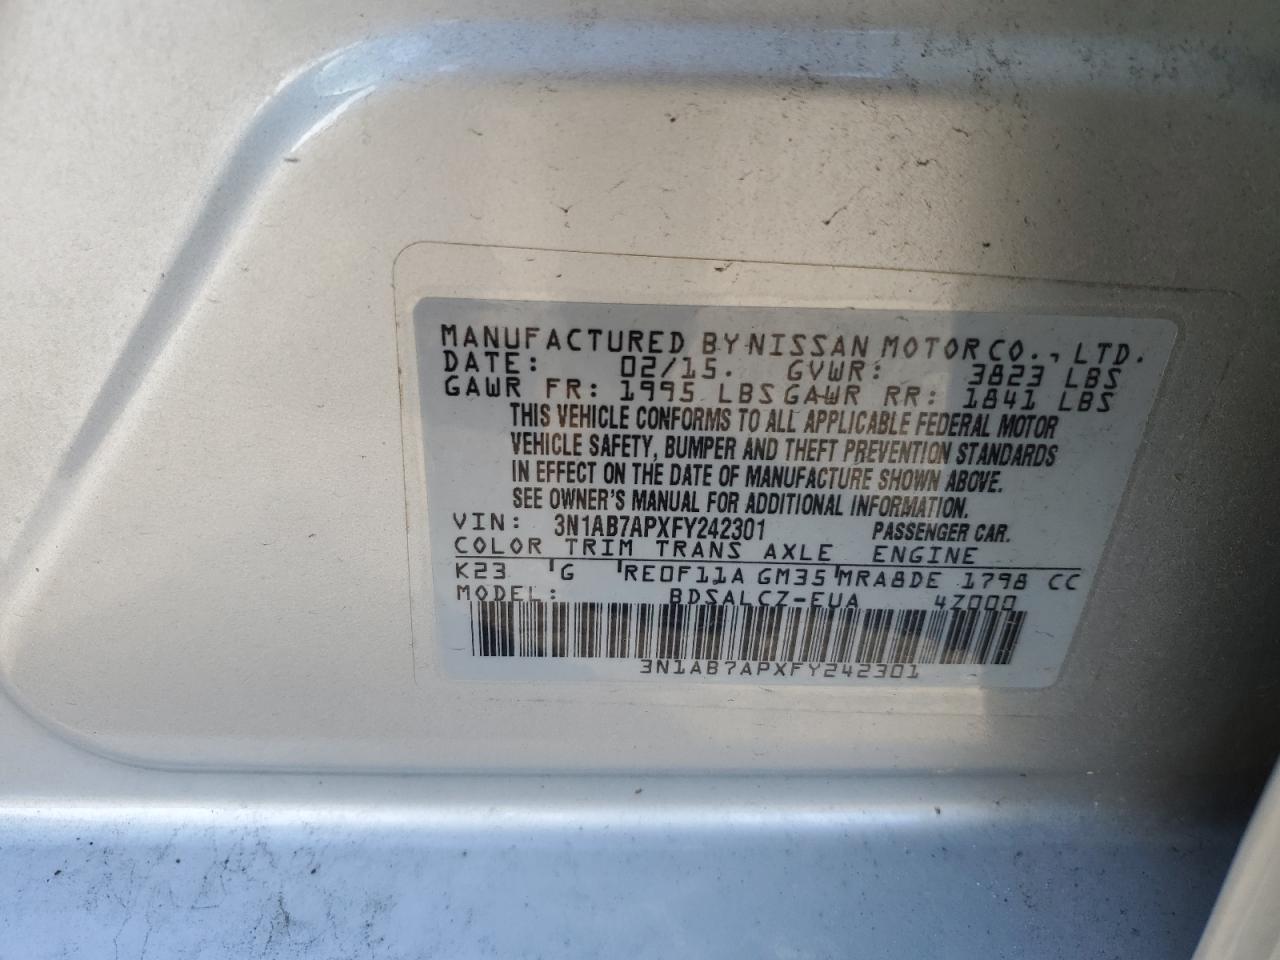 MANUFACTURED BY NISSAN MOTOR CO., LTD.
DATE: 02/15. GVWR: 3823 LBS
GAWR FR: 1995 LBS GAWR RR: 1841 LBS
THIS VEHICLE CONFORMS TO ALL APPLICABLE FEDERAL MOTOR
VEHICLE SAFETY, BUMPER AND THEFT PREVENTION STANDARDS
IN EFFECT ON THE DATE OF MANUFACTURE SHOWN ABOVE.
SEE OWNER'S MANUAL FOR ADDITIONAL INFORMATION.
VIN: 3N1AB7APXFY242301 PASSENGER CAR.
COLOR TRIM TRANS AXLE ENGINE
K23 G RE0F11A GM35 MRA8DE 1798 CC
MODEL: BDSALCZ-EUA 4Z000
3N1AB7APXFY242301